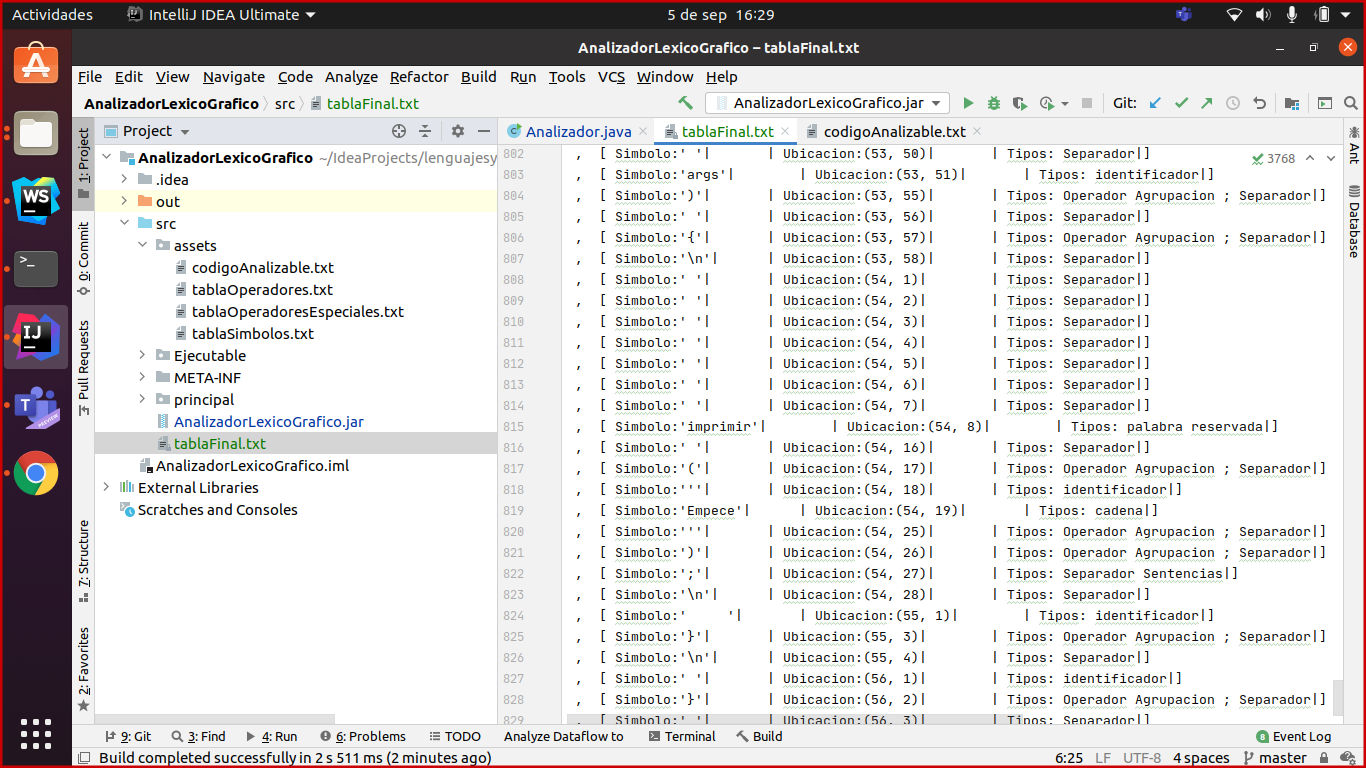 Actividades IntelliJ IDEA Ultimate 5 de sep 16:29
AnalizadorLexicoGrafico – tablaFinal.txt
File Edit View Navigate Code Analyze Refactor Build Run Tools VCS Window Help
AnalizadorLexicoGrafico src tablaFinal.txt AnalizadorLexicoGrafico.jar Git:
Project Analizador.java tablaFinal.txt codigoAnalizable.txt
AnalizadorLexicoGrafico ~/IdeaProjects/lenguajesy
.idea
out
src
assets
codigoAnalizable.txt
tablaOperadores.txt
tablaOperadoresEspeciales.txt
tablaSimbolos.txt
Ejecutable
META-INF
principal
AnalizadorLexicoGrafico.jar
tablaFinal.txt
AnalizadorLexicoGrafico.iml
External Libraries
Scratches and Consoles
1: Project
0: Commit
Pull Requests
7: Structure
2: Favorites
3768
802 , [ Simbolo:' '| | Ubicacion:(53, 50)| | Tipos: Separador|]
803 , [ Simbolo:'args'| | Ubicacion:(53, 51)| | Tipos: identificador|]
804 , [ Simbolo:')'| | Ubicacion:(53, 55)| | Tipos: Operador Agrupacion ; Separador|]
805 , [ Simbolo:' '| | Ubicacion:(53, 56)| | Tipos: Separador|]
806 , [ Simbolo:'{'| | Ubicacion:(53, 57)| | Tipos: Operador Agrupacion ; Separador|]
807 , [ Simbolo:'\n'| | Ubicacion:(53, 58)| | Tipos: Separador|]
808 , [ Simbolo:' '| | Ubicacion:(54, 1)| | Tipos: Separador|]
809 , [ Simbolo:' '| | Ubicacion:(54, 2)| | Tipos: Separador|]
810 , [ Simbolo:' '| | Ubicacion:(54, 3)| | Tipos: Separador|]
811 , [ Simbolo:' '| | Ubicacion:(54, 4)| | Tipos: Separador|]
812 , [ Simbolo:' '| | Ubicacion:(54, 5)| | Tipos: Separador|]
813 , [ Simbolo:' '| | Ubicacion:(54, 6)| | Tipos: Separador|]
814 , [ Simbolo:' '| | Ubicacion:(54, 7)| | Tipos: Separador|]
815 , [ Simbolo:'imprimir'| | Ubicacion:(54, 8)| | Tipos: palabra reservada|]
816 , [ Simbolo:' '| | Ubicacion:(54, 16)| | Tipos: Separador|]
817 , [ Simbolo:'('| | Ubicacion:(54, 17)| | Tipos: Operador Agrupacion ; Separador|]
818 , [ Simbolo:'''| | Ubicacion:(54, 18)| | Tipos: identificador|]
819 , [ Simbolo:'Empece'| | Ubicacion:(54, 19)| | Tipos: cadena|]
820 , [ Simbolo:'''| | Ubicacion:(54, 25)| | Tipos: Operador Agrupacion ; Separador|]
821 , [ Simbolo:')'| | Ubicacion:(54, 26)| | Tipos: Operador Agrupacion ; Separador|]
822 , [ Simbolo:';'| | Ubicacion:(54, 27)| | Tipos: Separador Sentencias|]
823 , [ Simbolo:'\n'| | Ubicacion:(54, 28)| | Tipos: Separador|]
824 , [ Simbolo:' '| | Ubicacion:(55, 1)| | Tipos: identificador|]
825 , [ Simbolo:'}'| | Ubicacion:(55, 3)| | Tipos: Operador Agrupacion ; Separador|]
826 , [ Simbolo:'\n'| | Ubicacion:(55, 4)| | Tipos: Separador|]
827 , [ Simbolo:' '| | Ubicacion:(56, 1)| | Tipos: identificador|]
828 , [ Simbolo:'}'| | Ubicacion:(56, 2)| | Tipos: Operador Agrupacion ; Separador|]
829 , [ Simbolo:' '| | Ubicacion:(56, 3)| | Tipos: Separador|]
Ant
Database
9: Git 3: Find 4: Run 6: Problems TODO Analyze Dataflow to Terminal Build 8 Event Log
Build completed successfully in 2 s 511 ms (2 minutes ago) 6:25 LF UTF-8 4 spaces master